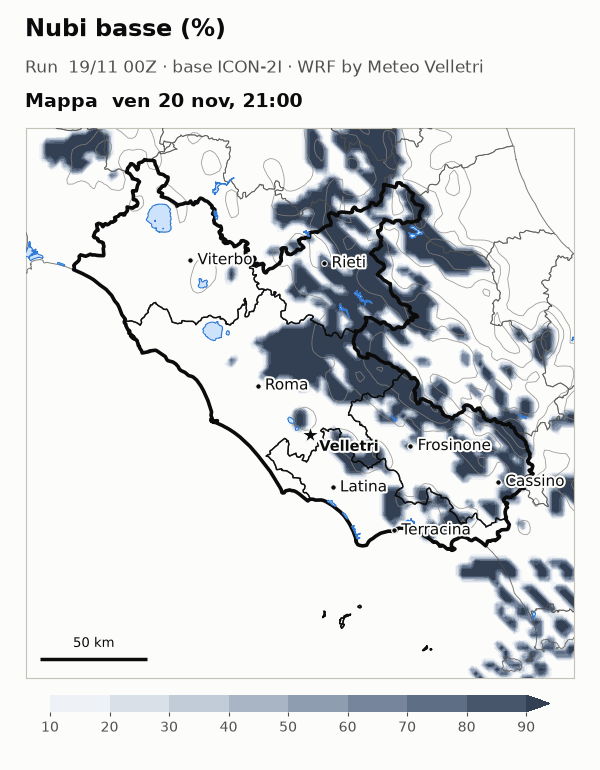 Nubi basse (%)
Run  19/11 00Z · base ICON-2I · WRF by Meteo Velletri
Mappa  ven 20 nov, 21:00
Viterbo
Rieti
Roma
Velletri
Frosinone
Latina
Cassino
Terracina
50 km
10 20 30 40 50 60 70 80 90